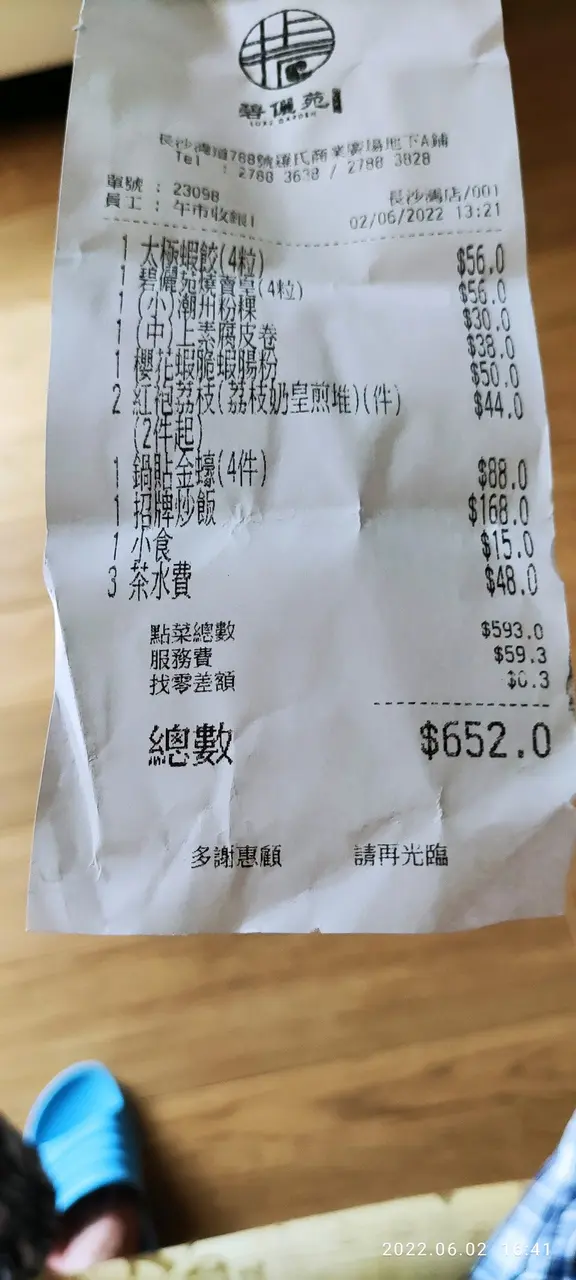 碧儷苑
長沙灣道788號羅氏商業廣場地下A鋪
Tel : 2788 3638 / 2788 3828
單號 : 23098 長沙灣店/001
員工 : 午市收銀1 02/06/2022 13:21
1 太極蝦餃(4粒) $56.0
1 碧儷苑燒賣皇(4粒) $56.0
1 (小)潮州粉粿 $30.0
1 (中)上素腐皮卷 $38.0
1 櫻花蝦脆蝦腸粉 $50.0
2 紅袍荔枝(荔枝奶皇煎堆)(件) $44.0
(2件起)
1 鍋貼金蠔(4件) $88.0
1 招牌炒飯 $168.0
1 小食 $15.0
3 茶水費 $48.0
點菜總數 $593.0
服務費 $59.3
找零差額 $0.3
總數 $652.0
多謝惠顧 請再光臨
2022.06.02 16:41